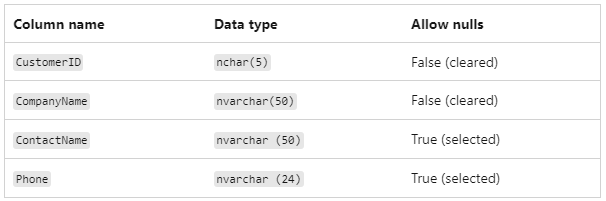 Column name Data type Allow nulls
CustomerID nchar(5) False (cleared)
CompanyName nvarchar(50) False (cleared)
ContactName nvarchar (50) True (selected)
Phone nvarchar (24) True (selected)